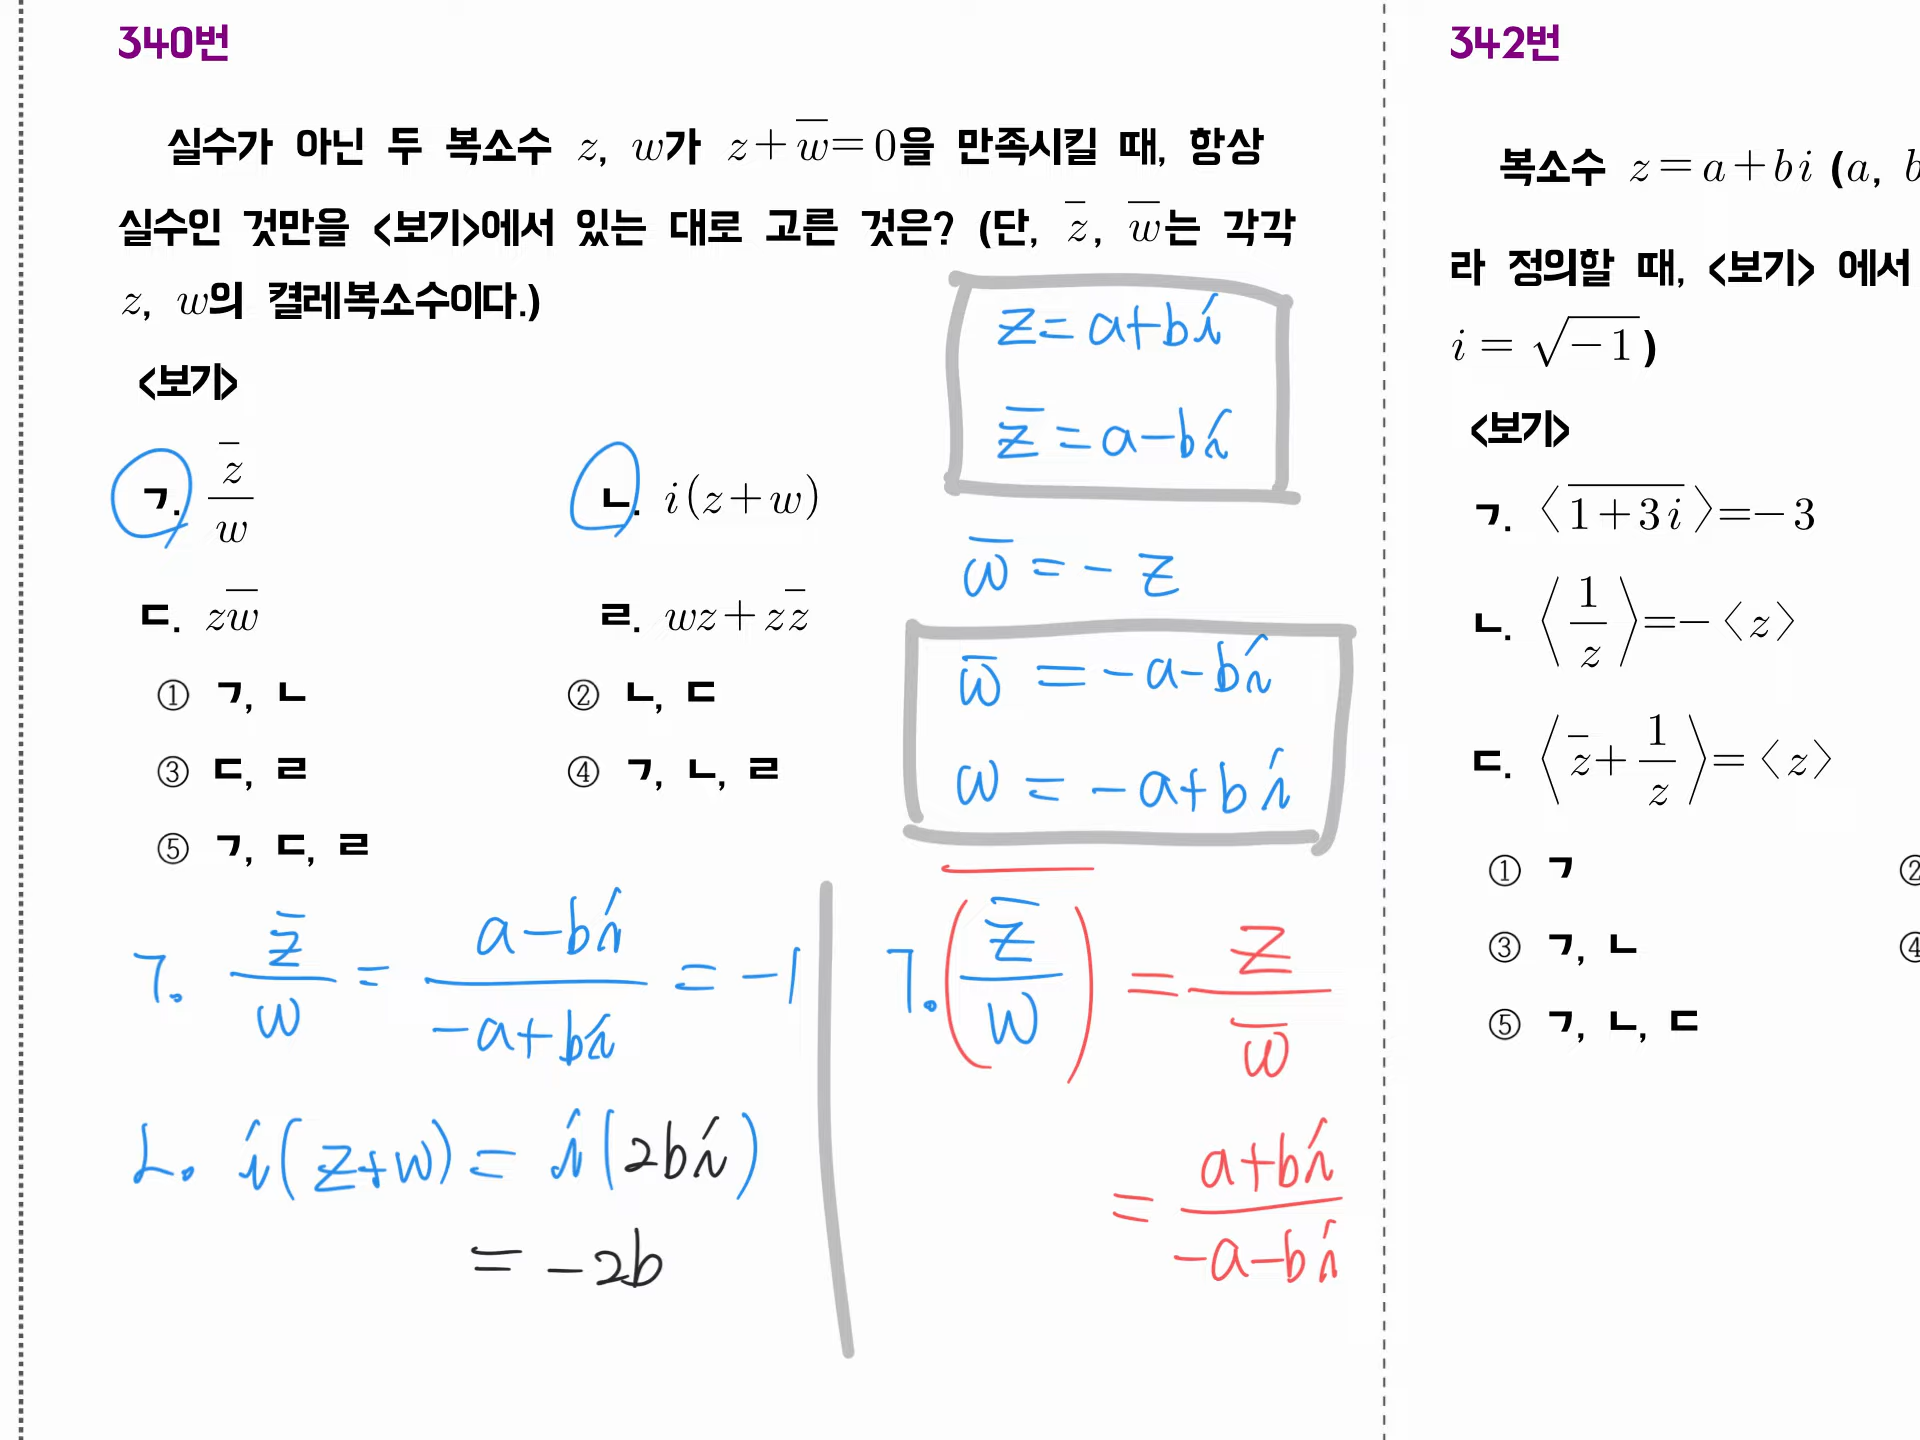 340번
실수가 아닌 두 복소수 z, w가 z+w̅=0을 만족시킬 때, 항상
실수인 것만을 <보기>에서 있는 대로 고른 것은? (단, z̅, w̅는 각각
z, w의 켤레복소수이다.)
<보기>
ㄱ. z̅/w
ㄴ. i(z+w)
ㄷ. zw̅
ㄹ. wz+zz̅
① ㄱ, ㄴ
② ㄴ, ㄷ
③ ㄷ, ㄹ
④ ㄱ, ㄴ, ㄹ
⑤ ㄱ, ㄷ, ㄹ
z=a+bi
z̅=a-bi
w̅=-z
w̅=-a-bi
w=-a+bi
ㄱ. z̅/w = (a-bi)/(-a+bi) = -1
ㄴ. i(z+w) = i(2bi)
= -2b
ㄱ. \overline{(z̅/w)} = z/w̅
= (a+bi)/(-a-bi)
342번
복소수 z=a+bi (a, b
라 정의할 때, <보기> 에서
i=√-1)
<보기>
ㄱ. 〈\overline{1+3i}〉=-3
ㄴ. 〈1/z〉=-〈z〉
ㄷ. 〈z̅+1/z〉=〈z〉
① ㄱ
②
③ ㄱ, ㄴ
④
⑤ ㄱ, ㄴ, ㄷ